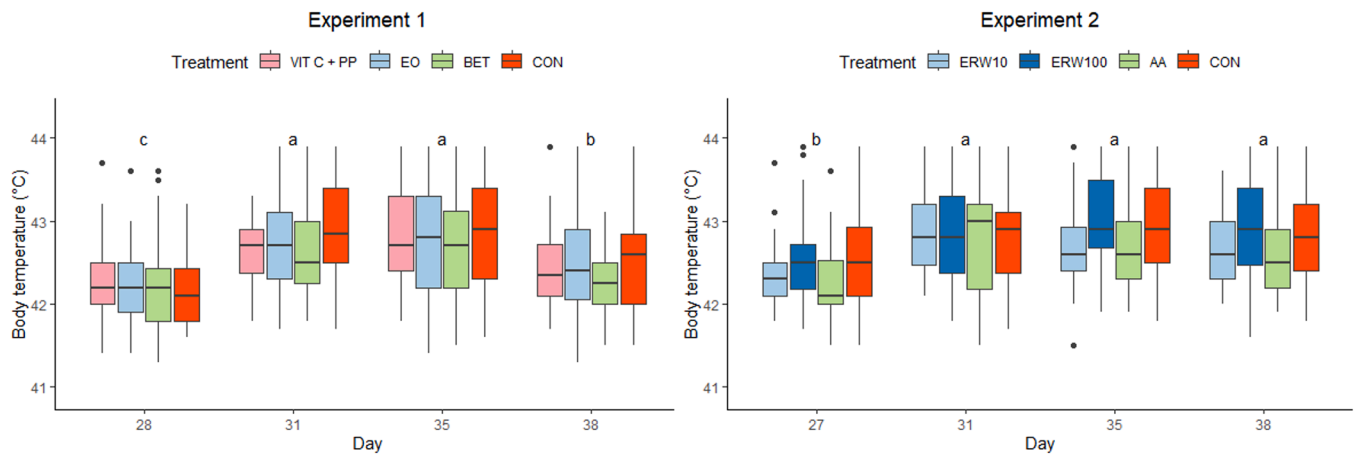 Experiment 1
Treatment VIT C + PP EO BET CON
44
43
42
41
Body temperature (°C)
c a a b
28 31 35 38
Day
Experiment 2
Treatment ERW10 ERW100 AA CON
44
43
42
41
Body temperature (°C)
b a a a
27 31 35 38
Day